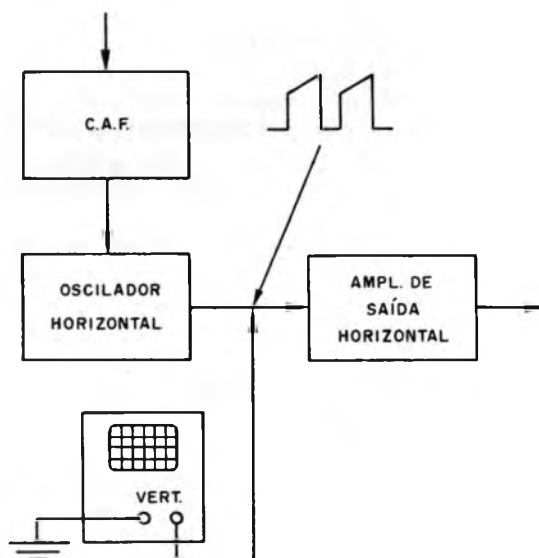 C.A.F.
OSCILADOR
HORIZONTAL
AMPL. DE
SAÍDA
HORIZONTAL
VERT.